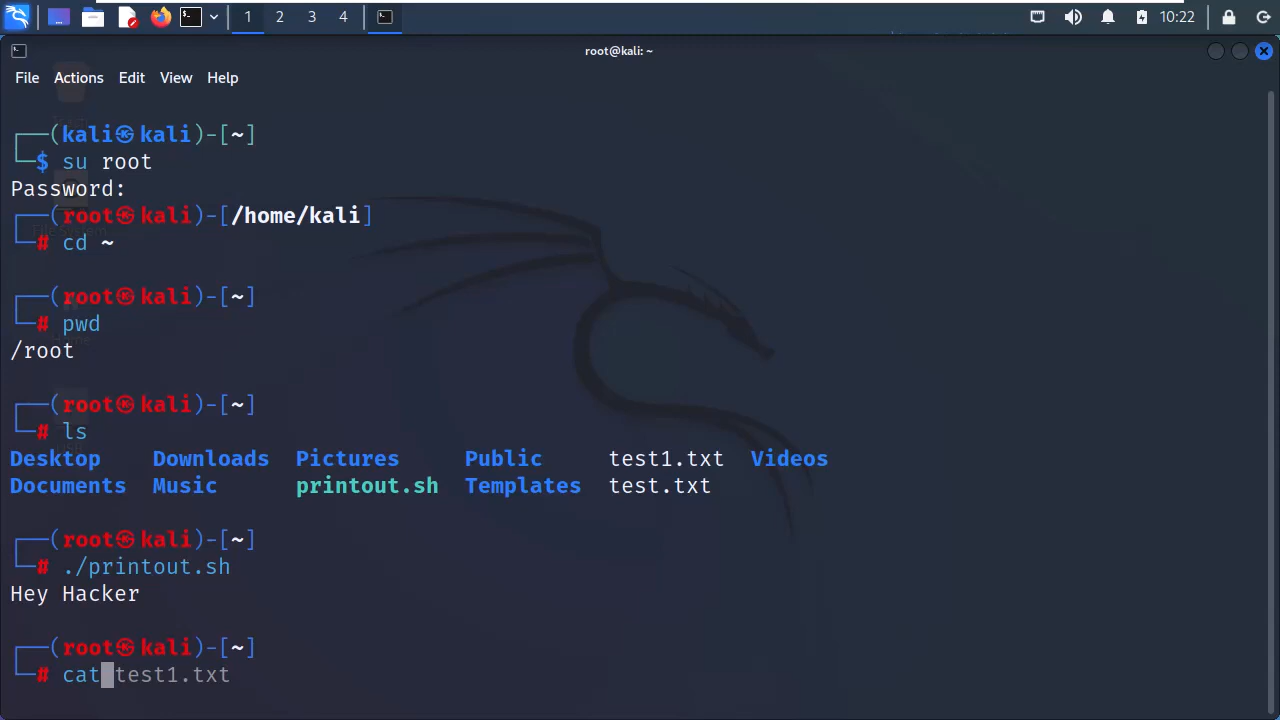 1 2 3 4 10:22
root@kali: ~
File Actions Edit View Help
┌──(kali㉿kali)-[~]
└─$ su root
Password:
┌──(root㉿kali)-[/home/kali]
└─# cd ~
┌──(root㉿kali)-[~]
└─# pwd
/root
┌──(root㉿kali)-[~]
└─# ls
Desktop Downloads Pictures Public test1.txt Videos
Documents Music printout.sh Templates test.txt
┌──(root㉿kali)-[~]
└─# ./printout.sh
Hey Hacker
┌──(root㉿kali)-[~]
└─# cat test1.txt